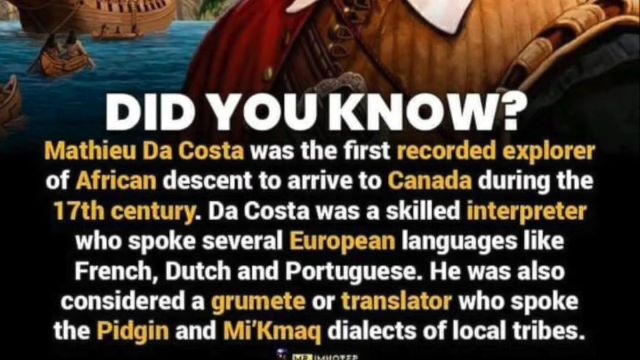 DID YOU KNOW?
Mathieu Da Costa was the first recorded explorer
of African descent to arrive to Canada during the
17th century. Da Costa was a skilled interpreter
who spoke several European languages like
French, Dutch and Portuguese. He was also
considered a grumete or translator who spoke
the Pidgin and Mi'Kmaq dialects of local tribes.